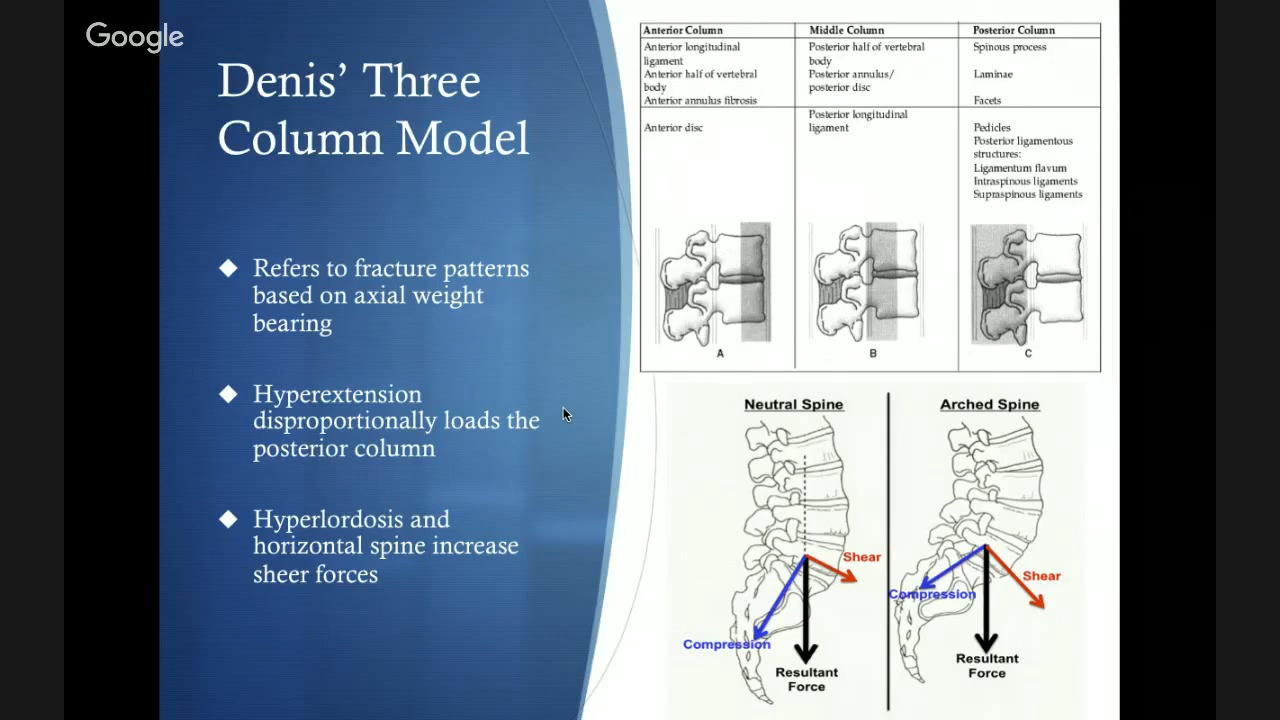 Google
Denis’ Three
Column Model
Refers to fracture patterns
based on axial weight
bearing
Hyperextension
disproportionally loads the
posterior column
Hyperlordosis and
horizontal spine increase
sheer forces
Anterior Column
Anterior longitudinal
ligament
Anterior half of vertebral
body
Anterior annulus fibrosis
Anterior disc
A
Middle Column
Posterior half of vertebral
body
Posterior annulus/
posterior disc
Posterior longitudinal
ligament
B
Posterior Column
Spinous process
Laminae
Facets
Pedicles
Posterior ligamentous
structures:
Ligamentum flavum
Intraspinous ligaments
Supraspinous ligaments
C
Neutral Spine
Shear
Compression
Resultant
Force
Arched Spine
Shear
Compression
Resultant
Force